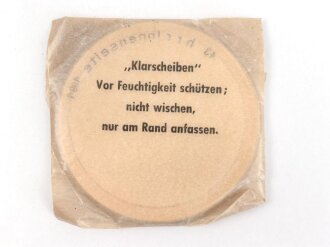 „Klarscheiben"
Vor Feuchtigkeit schützen;
nicht wischen,
nur am Rand anfassen.